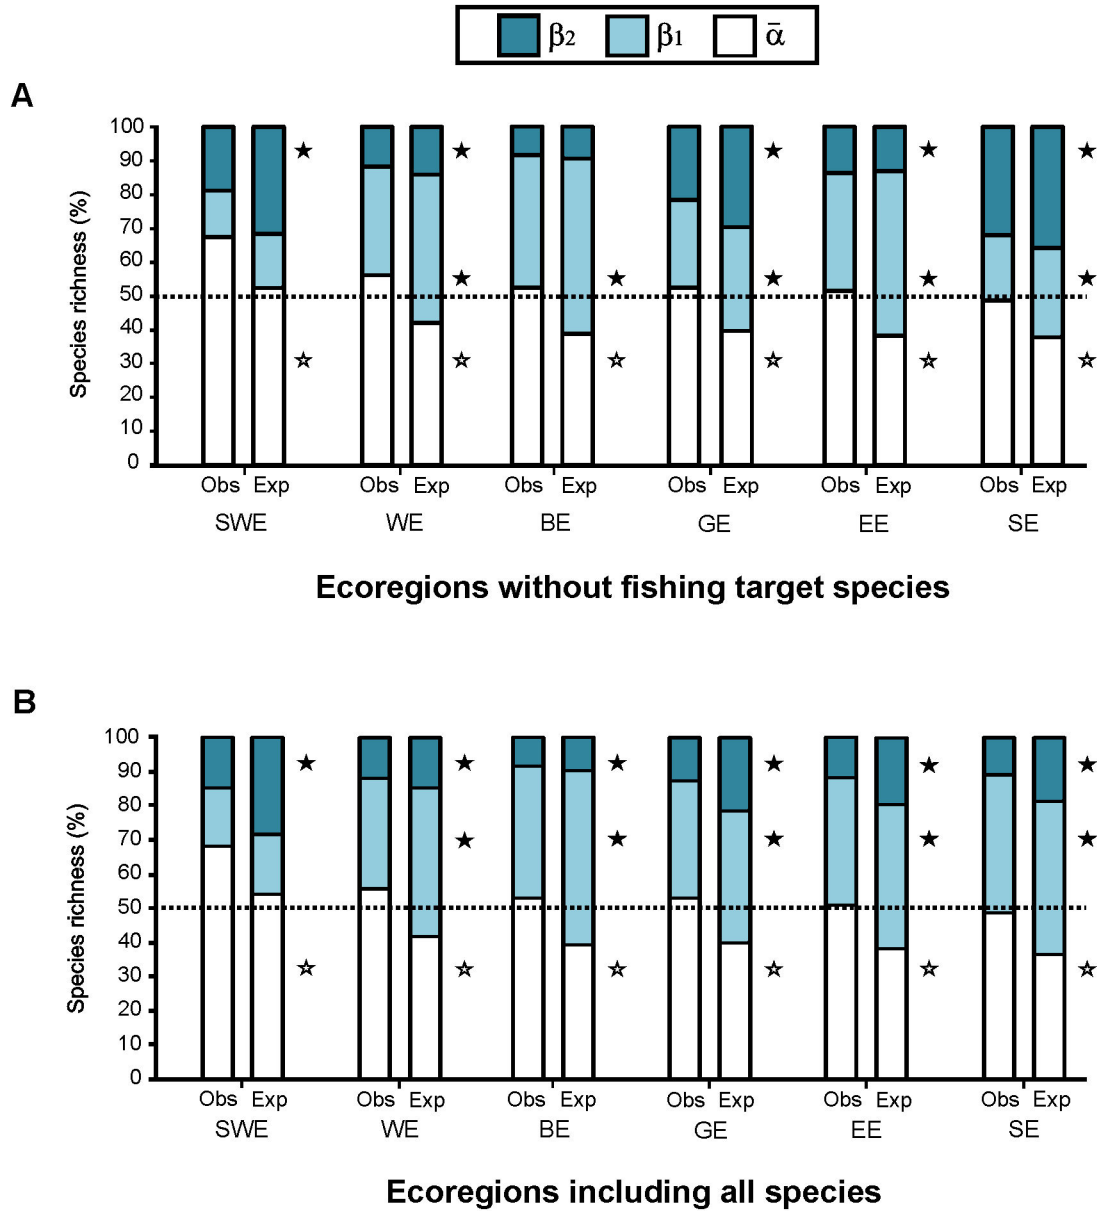 β2 β1 ᾱ
A
Species richness (%)
100
90
80
70
60
50
40
30
20
10
0
Obs Exp Obs Exp Obs Exp Obs Exp Obs Exp Obs Exp
SWE WE BE GE EE SE
Ecoregions without fishing target species
B
Species richness (%)
100
90
80
70
60
50
40
30
20
10
0
Obs Exp Obs Exp Obs Exp Obs Exp Obs Exp Obs Exp
SWE WE BE GE EE SE
Ecoregions including all species